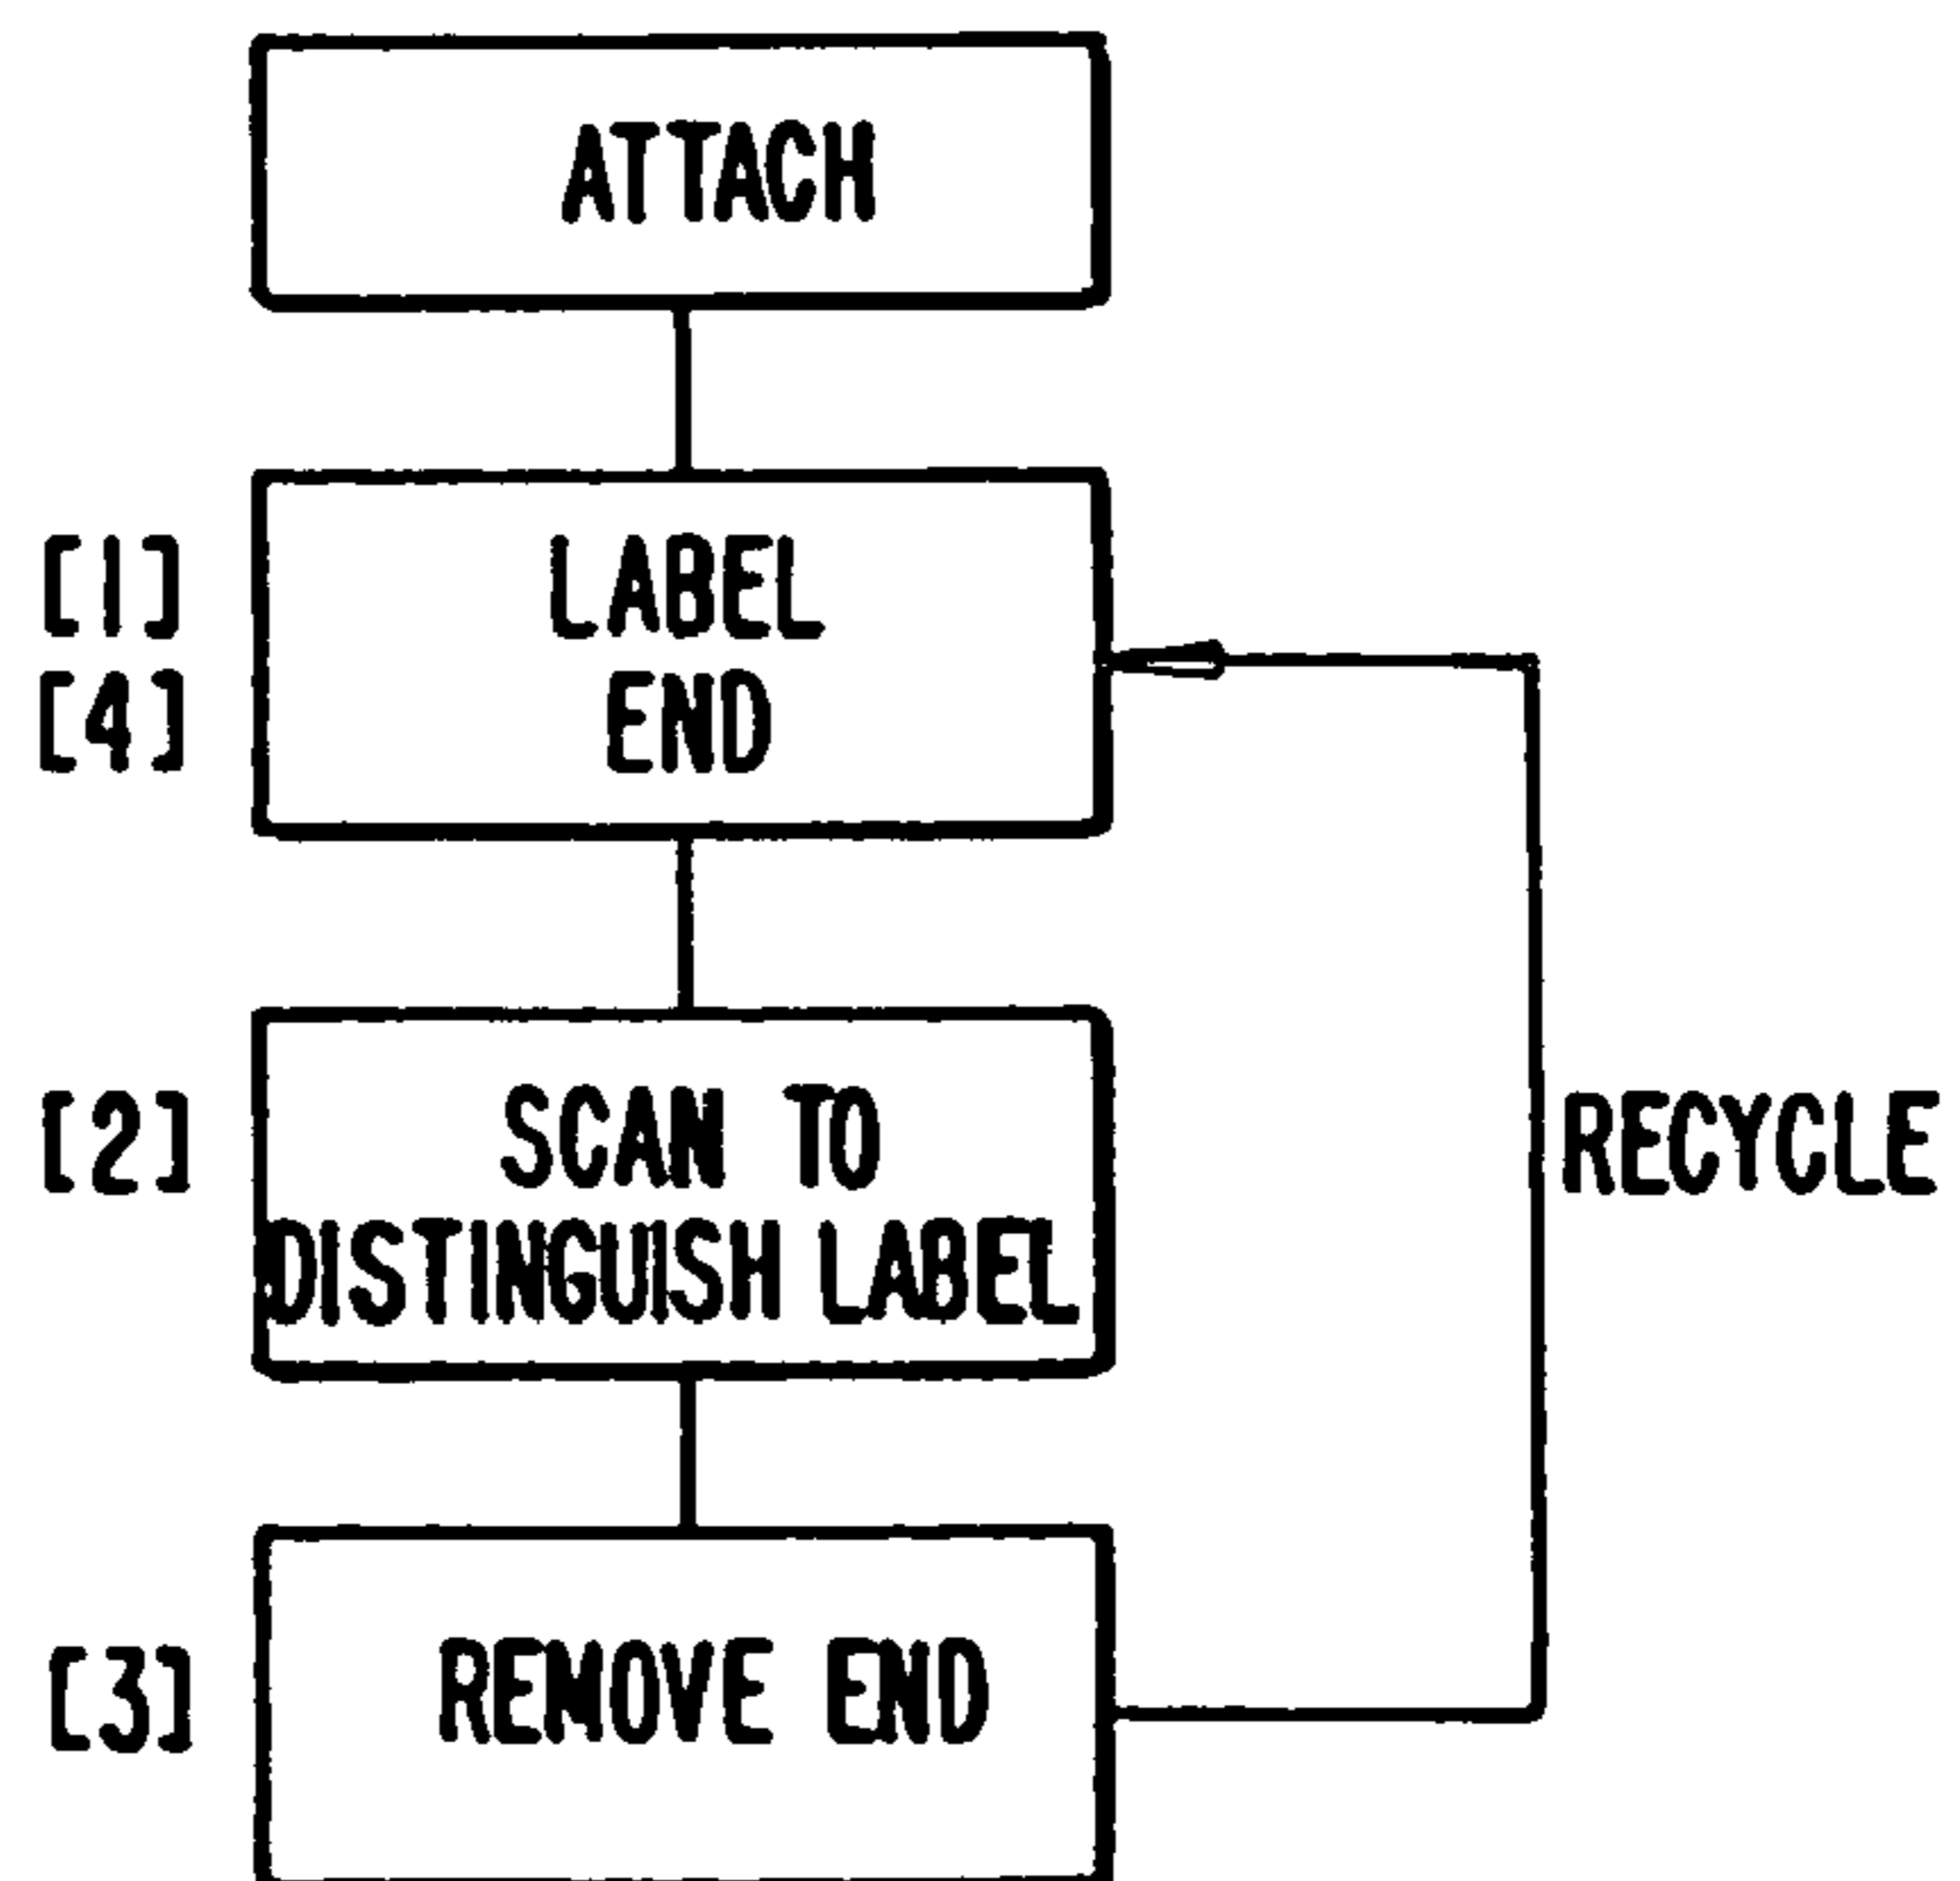 ATTACH
[1] LABEL
[4] END
[2] SCAN TO
DISTINGUISH LABEL
RECYCLE
[3] REMOVE END